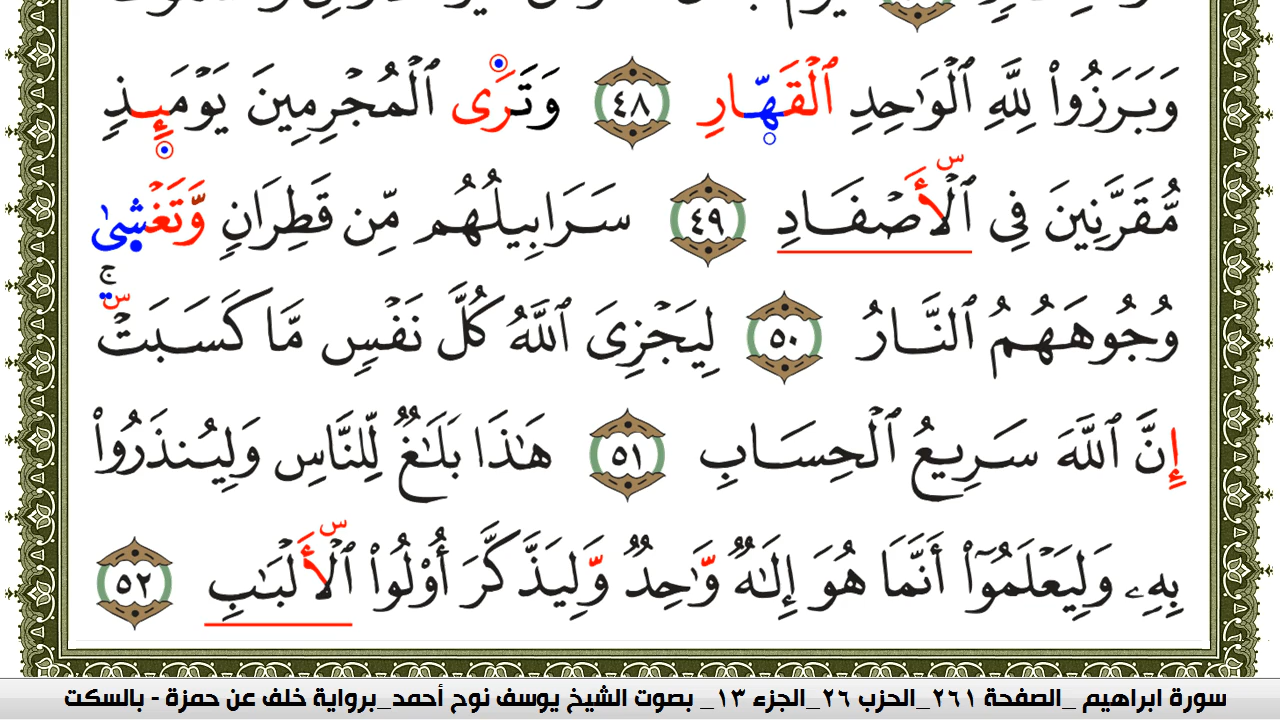 وَبَرَزُوا۟ لِلَّهِ ٱلْوَٰحِدِ ٱلْقَهَّارِ ٤٨ وَتَرَى ٱلْمُجْرِمِينَ يَوْمَئِذٍ
مُّقَرَّنِينَ فِى ٱلْأَصْفَادِ ٤٩ سَرَابِيلُهُم مِّن قَطِرَانٍ وَّتَغْشَىٰ
وُجُوهَهُمُ ٱلنَّارُ ٥٠ لِيَجْزِىَ ٱللَّهُ كُلَّ نَفْسٍ مَّا كَسَبَتْ ۚ
إِنَّ ٱللَّهَ سَرِيعُ ٱلْحِسَابِ ٥١ هَٰذَا بَلَٰغٌ لِّلنَّاسِ وَلِيُنذَرُوا۟
بِهِۦ وَلِيَعْلَمُوٓا۟ أَنَّمَا هُوَ إِلَٰهٌ وَّٰحِدٌ وَّلِيَذَّكَّرَ أُو۟لُوا۟ ٱلْأَلْبَٰبِ ٥٢
سورة ابراهيم _الصفحة ٢٦١_الحزب ٢٦_الجزء ١٣_ بصوت الشيخ يوسف نوح أحمد_برواية خلف عن حمزة - بالسكت